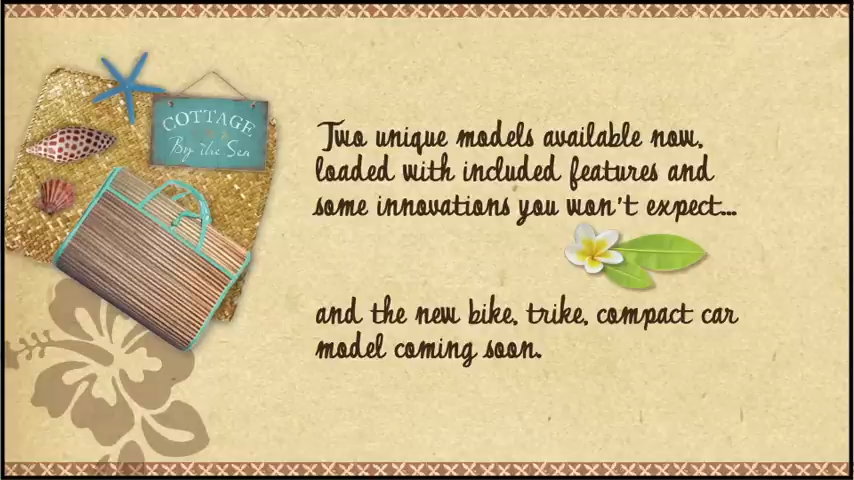 COTTAGE
By the Sea
Two unique models available now,
loaded with included features and
some innovations you won't expect...
and the new bike, trike, compact car
model coming soon.